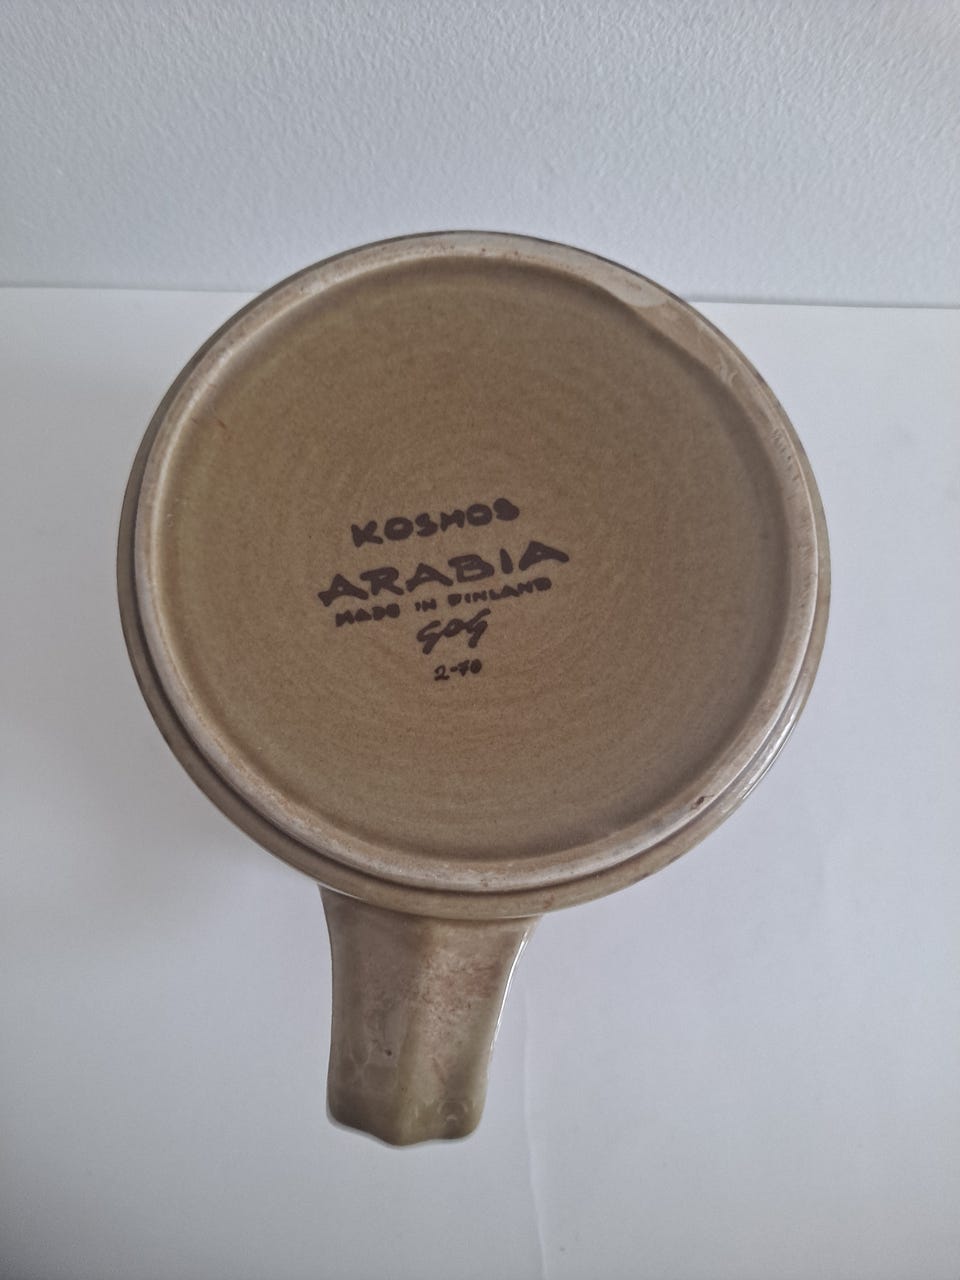 KOSMOS
ARABIA
MADE IN FINLAND
GOG
2-70